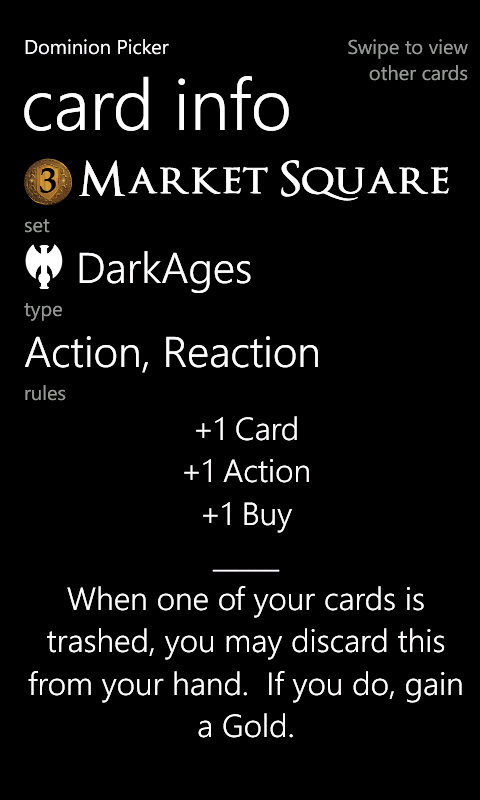 Dominion Picker
Swipe to view
other cards
card info
3 Market Square
set
DarkAges
type
Action, Reaction
rules
+1 Card
+1 Action
+1 Buy
When one of your cards is
trashed, you may discard this
from your hand.  If you do, gain
a Gold.